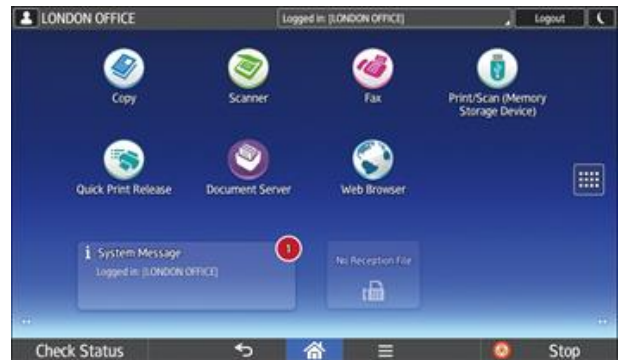 LONDON OFFICE
Logged in: [LONDON OFFICE]
Logout
Copy
Scanner
Fax
Print/Scan (Memory
Storage Device)
Quick Print Release
Document Server
Web Browser
i System Message
1
Logged in: [LONDON OFFICE]
No Reception File
Check Status
Stop